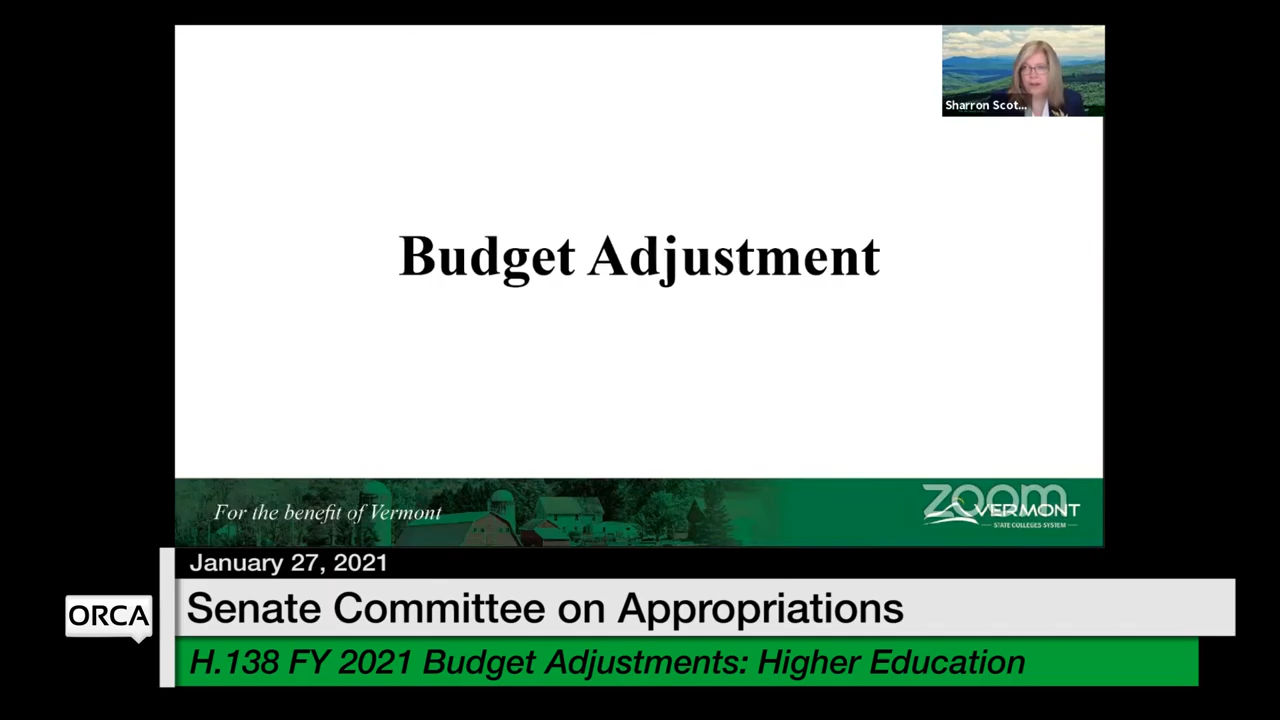 Sharron Scot...
Budget Adjustment
For the benefit of Vermont
zoom
VERMONT
STATE COLLEGES SYSTEM
January 27, 2021
ORCA
Senate Committee on Appropriations
H.138 FY 2021 Budget Adjustments: Higher Education